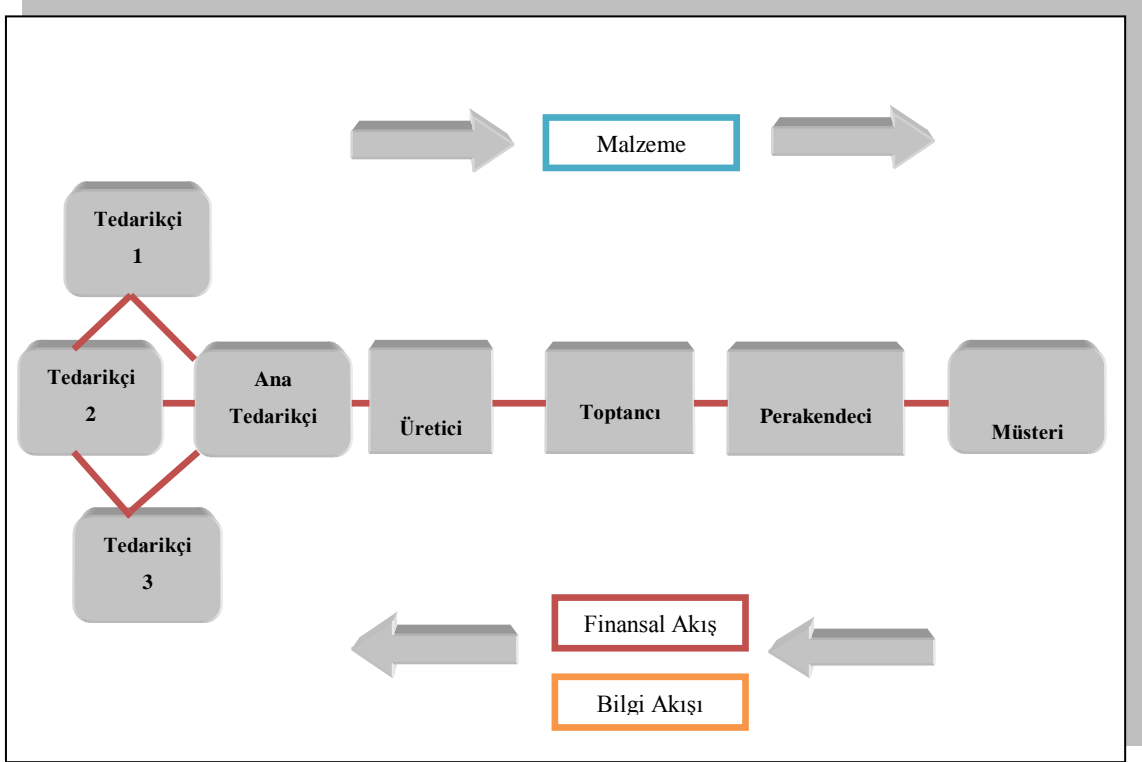 Malzeme
Tedarikçi
1
Tedarikçi
2
Ana
Tedarikçi
Üretici
Toptancı
Perakendeci
Müsteri
Tedarikçi
3
Finansal Akış
Bilgi Akışı